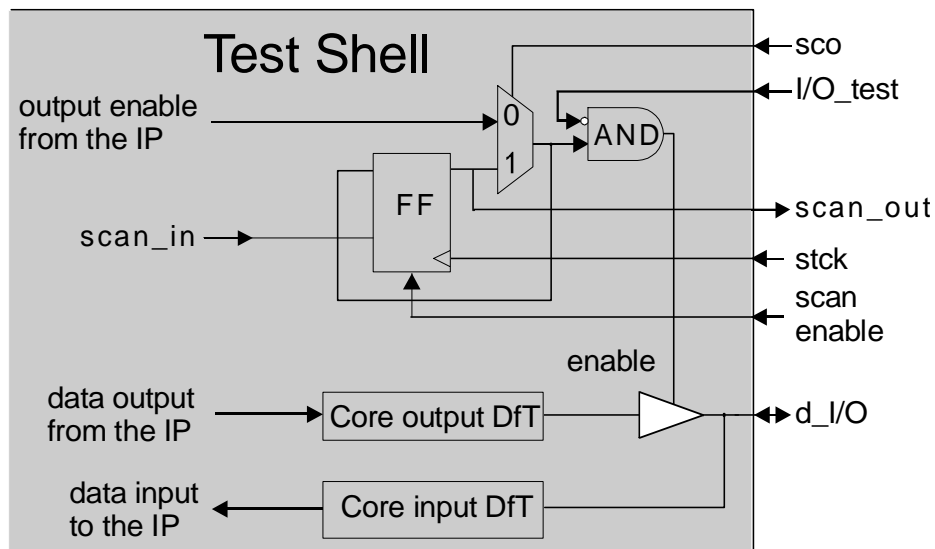 Test Shell
sco
I/O_test
output enable
from the IP
0
AND
1
FF
scan_out
scan_in
stck
scan
enable
enable
data output
from the IP
Core output DfT
d_I/O
data input
to the IP
Core input DfT